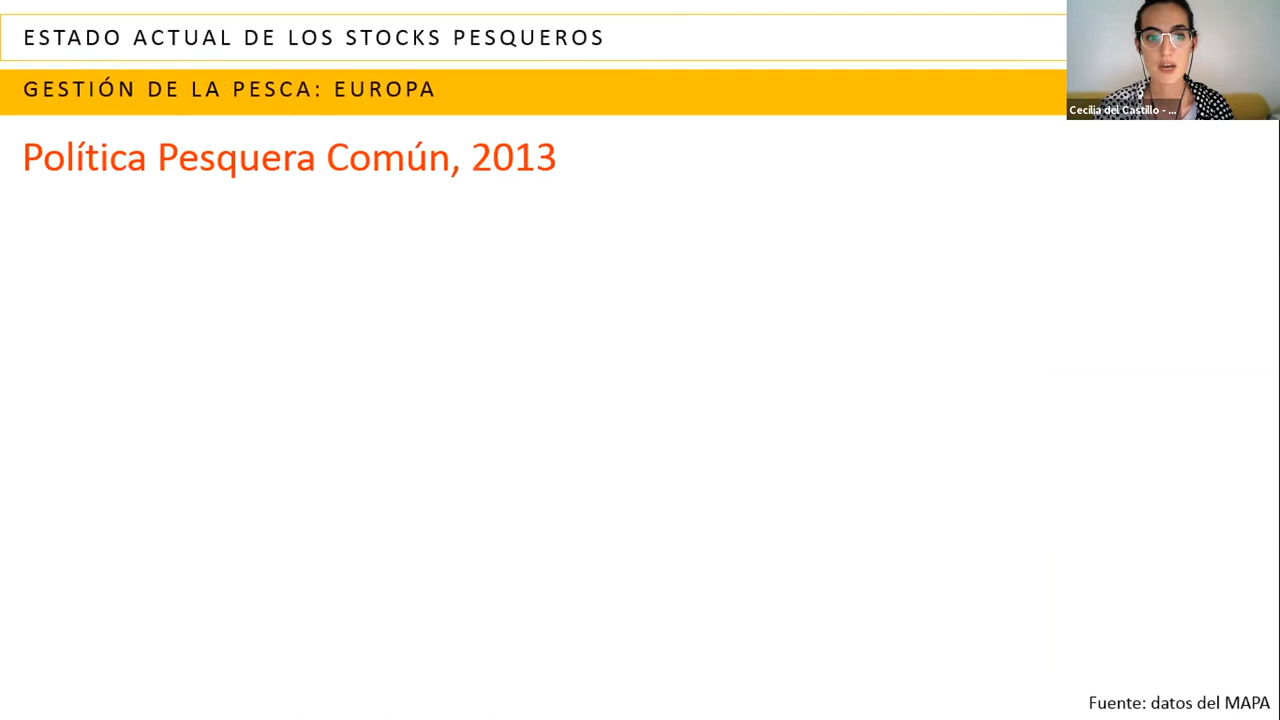 ESTADO ACTUAL DE LOS STOCKS PESQUEROS
GESTIÓN DE LA PESCA: EUROPA
Cecilia del Castillo - ...
Política Pesquera Común, 2013
Fuente: datos del MAPA